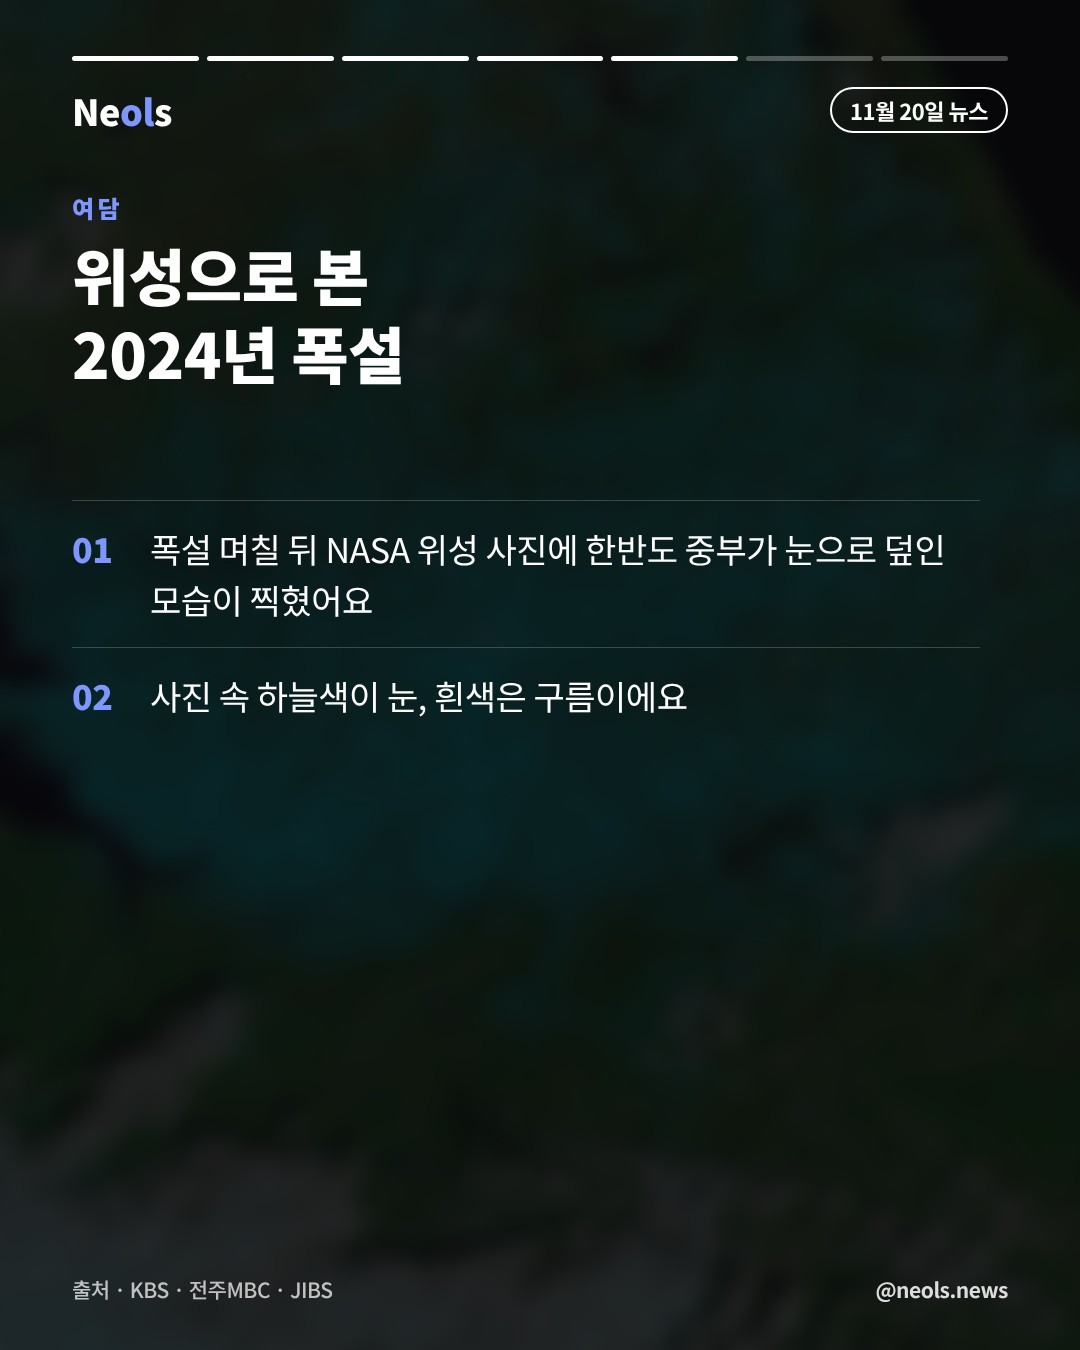 Neols
11월 20일 뉴스
여담
위성으로 본
2024년 폭설
01 폭설 며칠 뒤 NASA 위성 사진에 한반도 중부가 눈으로 덮인
모습이 찍혔어요
02 사진 속 하늘색이 눈, 흰색은 구름이에요
출처 · KBS · 전주MBC · JIBS
@neols.news